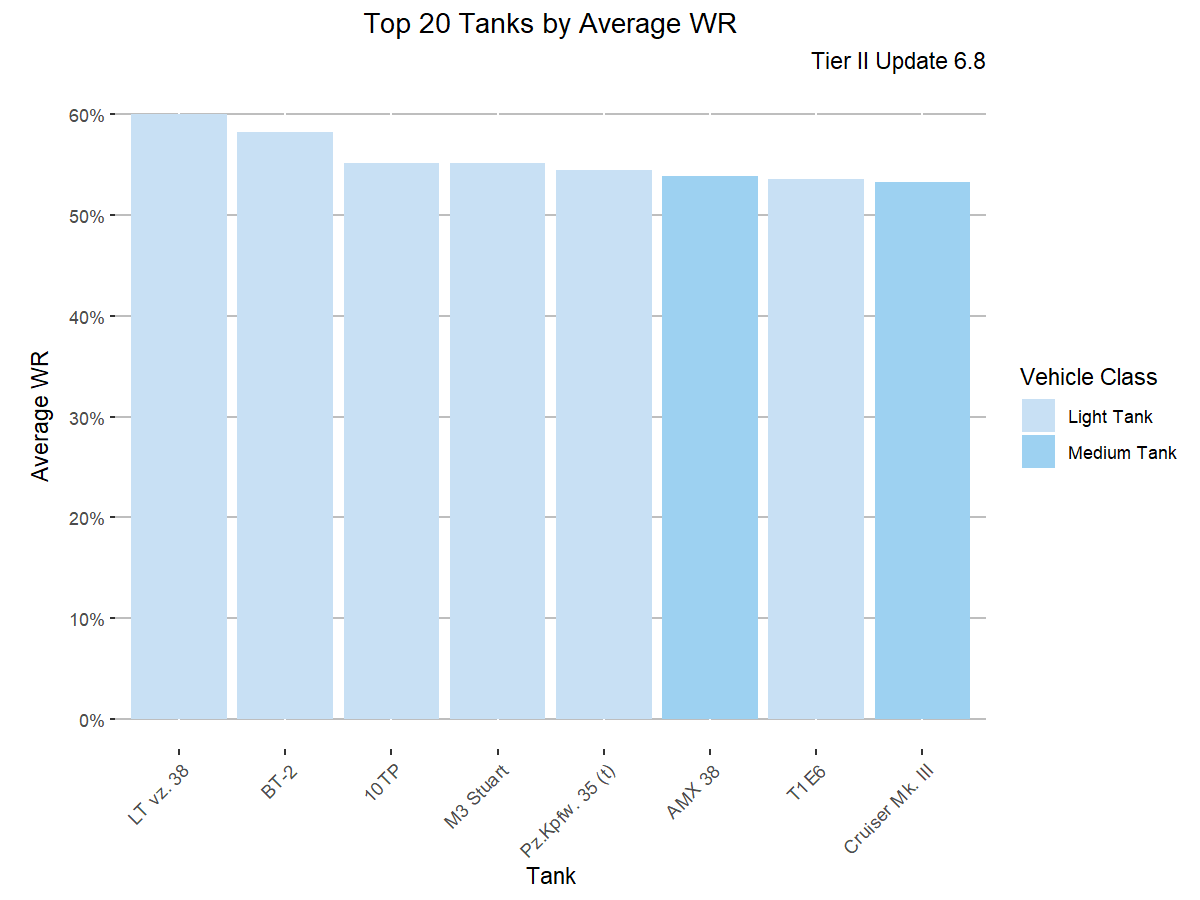 Top 20 Tanks by Average WR
Tier II Update 6.8
60%
50%
40%
30%
20%
10%
0%
Average WR
LT vz. 38
BT-2
10TP
M3 Stuart
Pz.Kpfw. 35 (t)
AMX 38
T1E6
Cruiser Mk. III
Tank
Vehicle Class
Light Tank
Medium Tank